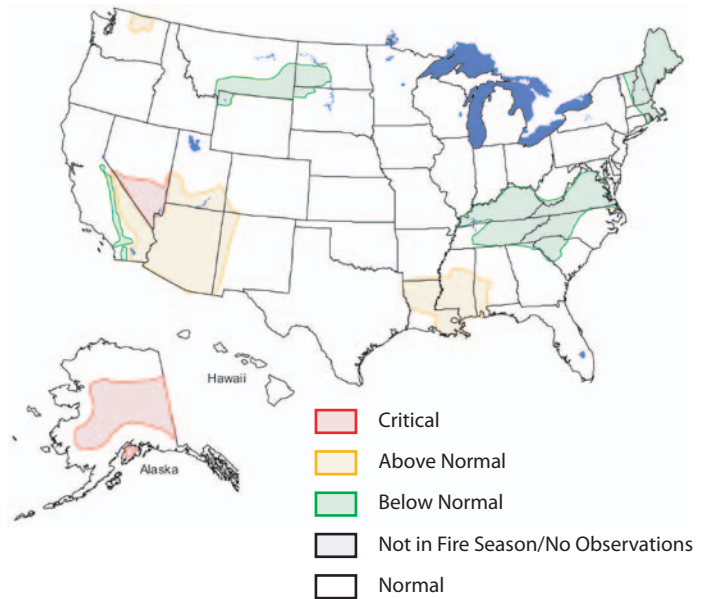 Hawaii
Alaska
Critical
Above Normal
Below Normal
Not in Fire Season/No Observations
Normal